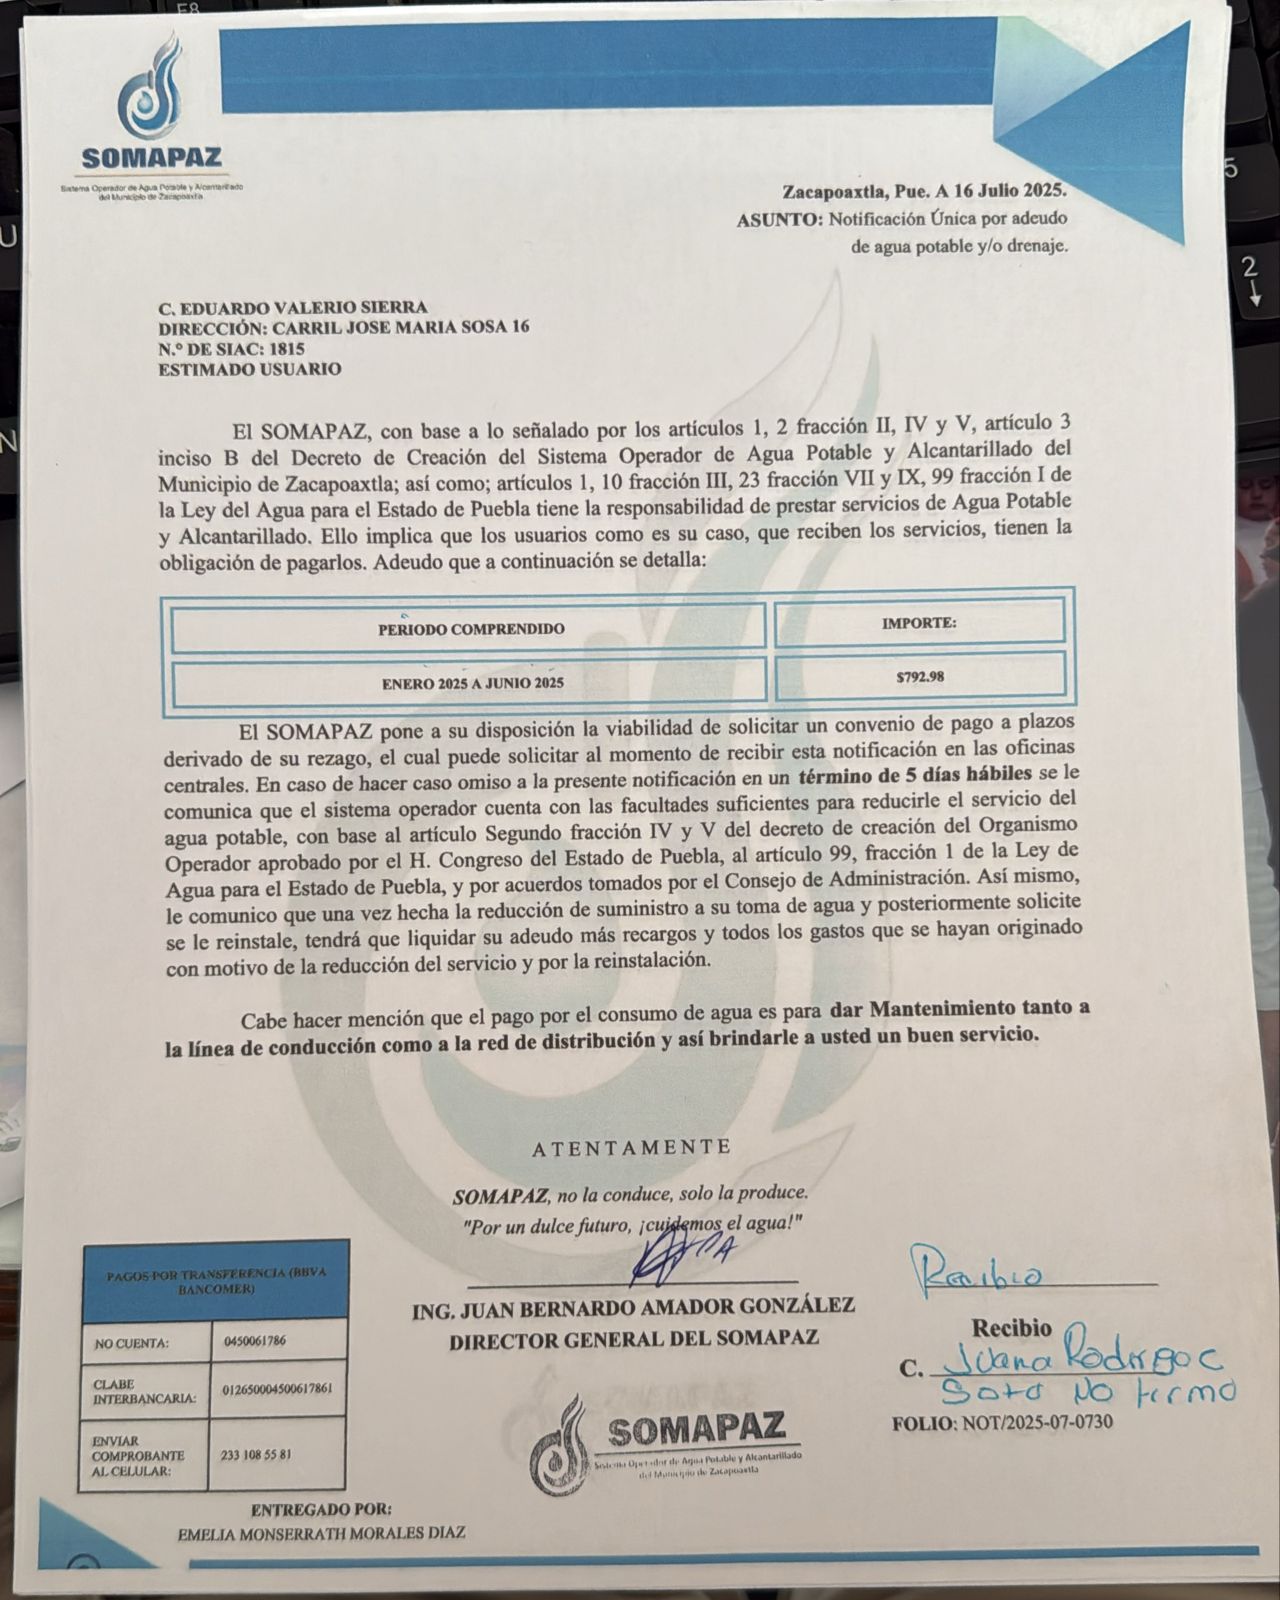 SOMAPAZ
Sistema Operador de Agua Potable y Alcantarillado
del Municipio de Zacapoaxtla
Zacapoaxtla, Pue. A 16 Julio 2025.
ASUNTO: Notificación Única por adeudo
de agua potable y/o drenaje.
C. EDUARDO VALERIO SIERRA
DIRECCIÓN: CARRIL JOSE MARIA SOSA 16
N.º DE SIAC: 1815
ESTIMADO USUARIO
El SOMAPAZ, con base a lo señalado por los artículos 1, 2 fracción II, IV y V, artículo 3
inciso B del Decreto de Creación del Sistema Operador de Agua Potable y Alcantarillado del
Municipio de Zacapoaxtla; así como; artículos 1, 10 fracción III, 23 fracción VII y IX, 99 fracción I de
la Ley del Agua para el Estado de Puebla tiene la responsabilidad de prestar servicios de Agua Potable
y Alcantarillado. Ello implica que los usuarios como es su caso, que reciben los servicios, tienen la
obligación de pagarlos. Adeudo que a continuación se detalla:
PERIODO COMPRENDIDO IMPORTE:
ENERO 2025 A JUNIO 2025 $792.98
El SOMAPAZ pone a su disposición la viabilidad de solicitar un convenio de pago a plazos
derivado de su rezago, el cual puede solicitar al momento de recibir esta notificación en las oficinas
centrales. En caso de hacer caso omiso a la presente notificación en un término de 5 días hábiles se le
comunica que el sistema operador cuenta con las facultades suficientes para reducirle el servicio del
agua potable, con base al artículo Segundo fracción IV y V del decreto de creación del Organismo
Operador aprobado por el H. Congreso del Estado de Puebla, al artículo 99, fracción 1 de la Ley de
Agua para el Estado de Puebla, y por acuerdos tomados por el Consejo de Administración. Así mismo,
le comunico que una vez hecha la reducción de suministro a su toma de agua y posteriormente solicite
se le reinstale, tendrá que liquidar su adeudo más recargos y todos los gastos que se hayan originado
con motivo de la reducción del servicio y por la reinstalación.
Cabe hacer mención que el pago por el consumo de agua es para dar Mantenimiento tanto a
la línea de conducción como a la red de distribución y así brindarle a usted un buen servicio.
ATENTAMENTE
SOMAPAZ, no la conduce, solo la produce.
"Por un dulce futuro, ¡cuidemos el agua!"
ING. JUAN BERNARDO AMADOR GONZÁLEZ
DIRECTOR GENERAL DEL SOMAPAZ
PAGOS POR TRANSFERENCIA (BBVA
BANCOMER)
NO CUENTA: 0450061786
CLABE
INTERBANCARIA: 012650004500617861
ENVIAR
COMPROBANTE
AL CELULAR: 233 108 55 81
Recibio
Recibio
C. Juana Rodrigoc
Soto No firmo
FOLIO: NOT/2025-07-0730
SOMAPAZ
Sistema Operador de Agua Potable y Alcantarillado
del Municipio de Zacapoaxtla
ENTREGADO POR:
EMELIA MONSERRATH MORALES DIAZ
F8
5
2
U
N